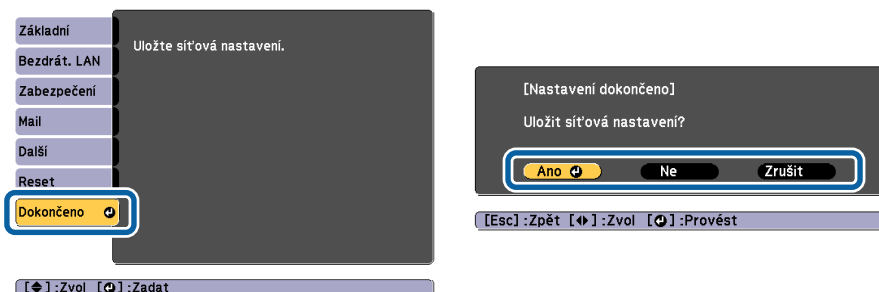 Základní
Bezdrát. LAN
Zabezpečení
Mail
Další
Reset
Dokončeno
Uložte síťová nastavení.
[ ]:Zvol [ ]:Zadat
[Nastavení dokončeno]
Uložit síťová nastavení?
Ano Ne Zrušit
[Esc]:Zpět [ ]:Zvol [ ]:Provést